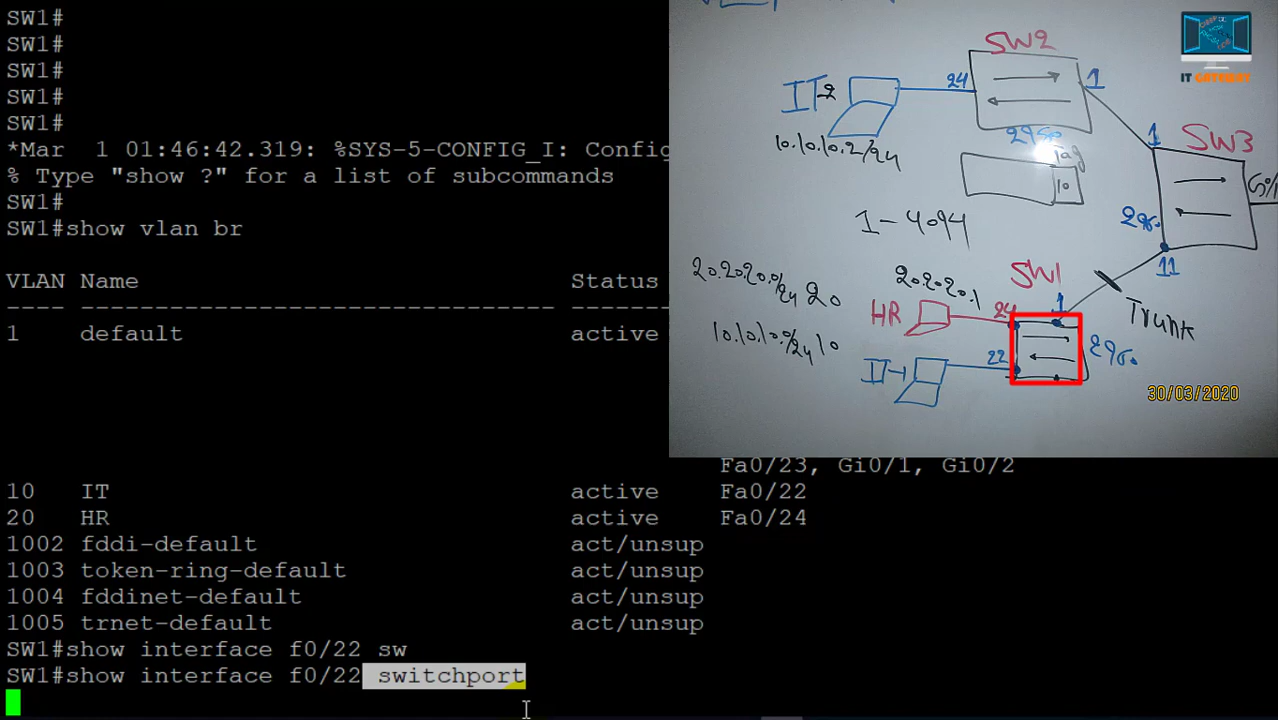 SW1#
SW1#
SW1#
SW1#
SW1#
*Mar  1 01:46:42.319: %SYS-5-CONFIG_I: Config
% Type "show ?" for a list of subcommands
SW1#
SW1#show vlan br
VLAN Name Status
---- -------------------------------- ---------
1 default active
Fa0/23, Gi0/1, Gi0/2
10 IT active Fa0/22
20 HR active Fa0/24
1002 fddi-default act/unsup
1003 token-ring-default act/unsup
1004 fddinet-default act/unsup
1005 trnet-default act/unsup
SW1#show interface f0/22 sw
SW1#show interface f0/22 switchport
SW2
IT2
24
1
10.10.10.2/24
1
SW3
Tag
10
1-4094
11
SW1
20.20.20.0/24 20
20.20.20.1
HR
24
1
Trunk
10.10.10.0/24 10
IT-1
22
2960
30/03/2020
IT GATEWAY